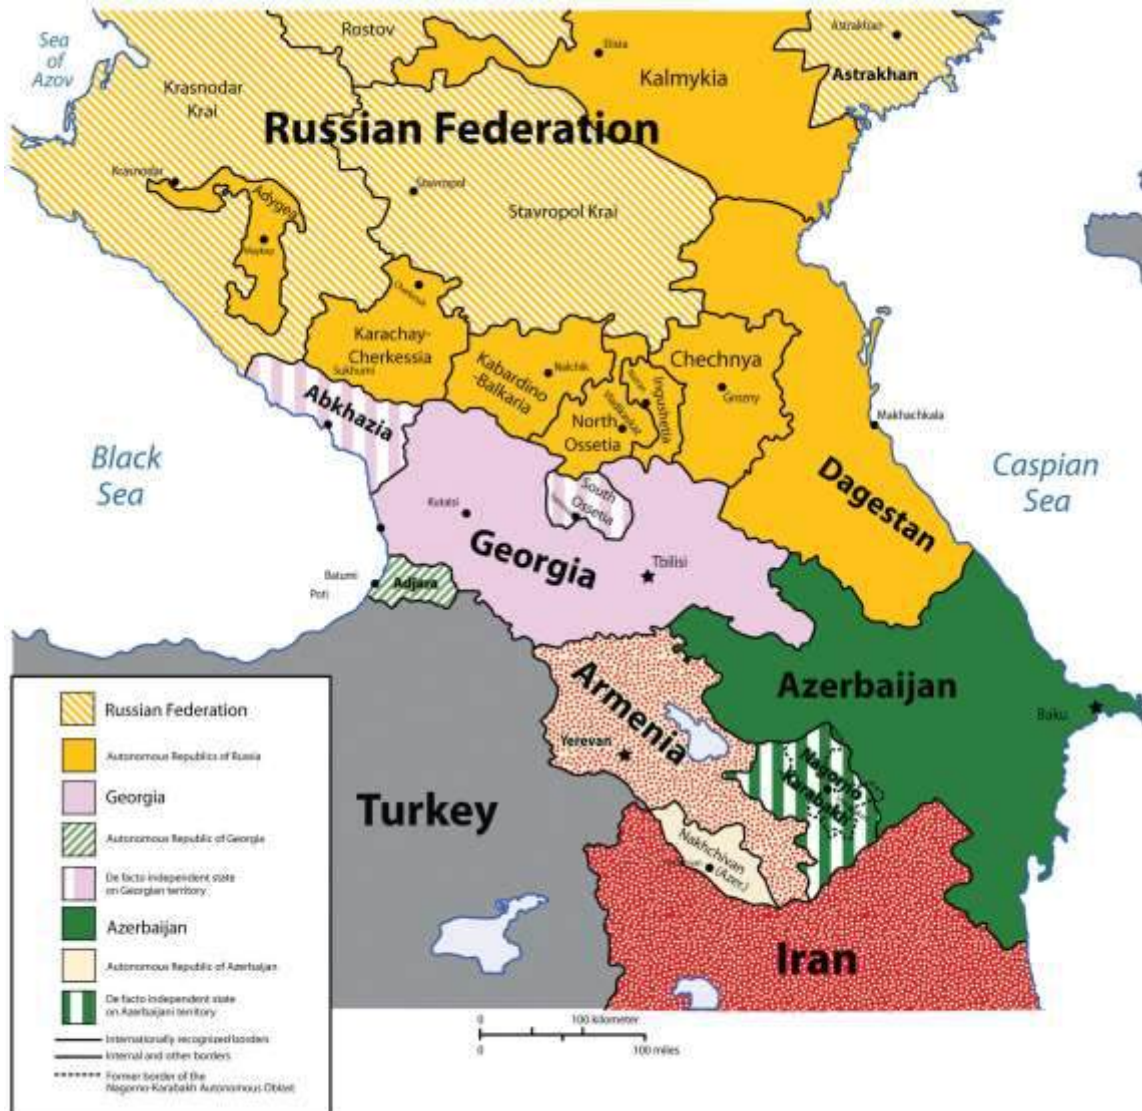 Sea
of
Azov
Rostov
Astrakhan
Astrakhan
Elista
Kalmykia
Krasnodar
Krai
Russian Federation
Krasnodar
Stavropol
Stavropol Krai
Adygea
Karachay-
Cherkessia
Sukhumi
Kabardino
-Balkaria
Nalchik
Chechnya
Grozny
Ingushetia
North
Ossetia
Makhachkala
Abkhazia
Black
Sea
Caspian
Sea
Dagestan
South
Ossetia
Kutaisi
Georgia
Tbilisi
Batumi
Poti
Adjara
Armenia
Yerevan
Azerbaijan
Baku
Nagorno
Karabakh
Nakhchivan
(Azer.)
Turkey
Iran
Russian Federation
Autonomous Republics of Russia
Georgia
Autonomous Republic of Georgia
De facto independent state
on Georgian territory
Azerbaijan
Autonomous Republic of Azerbaijan
De facto independent state
on Azerbaijani territory
Internationally recognized borders
Internal and other borders
Former border of the
Nagorno-Karabakh Autonomous Oblast
0 100 kilometer
0 100 miles